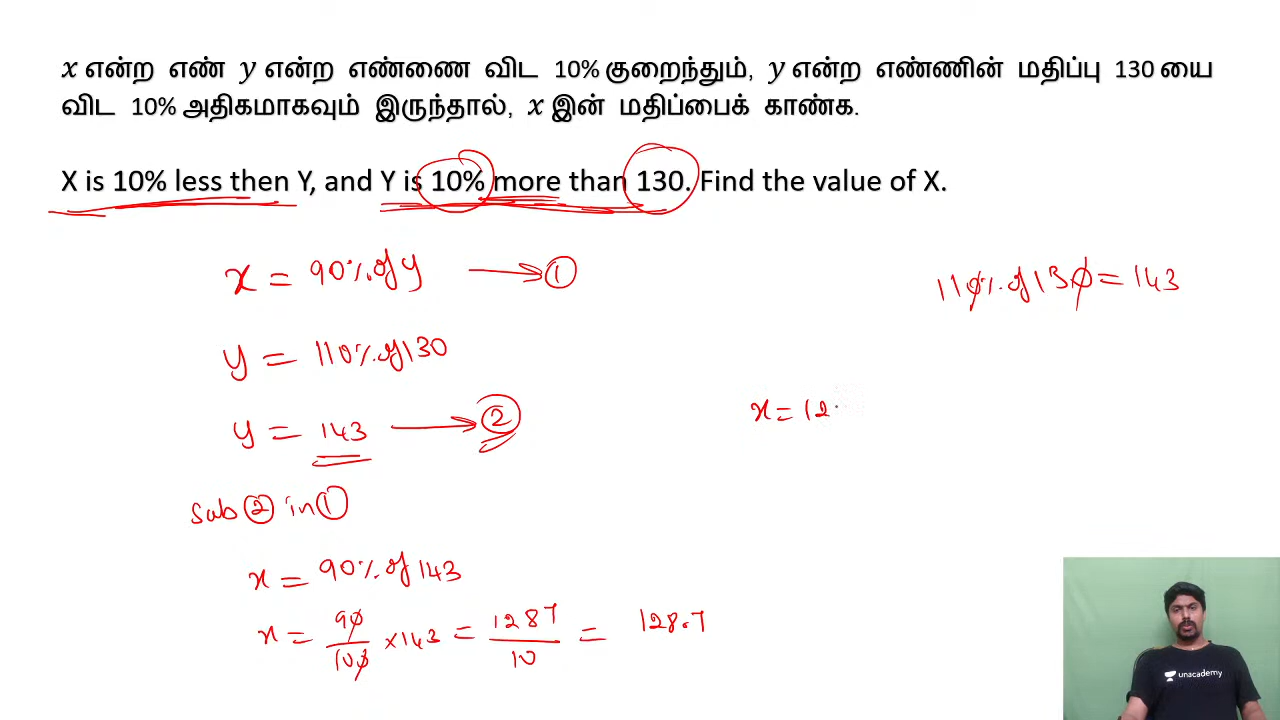 x என்ற எண் y என்ற எண்ணை விட 10% குறைந்தும், y என்ற எண்ணின் மதிப்பு 130 யை
விட 10% அதிகமாகவும் இருந்தால், x இன் மதிப்பைக் காண்க.
X is 10% less then Y, and Y is 10% more than 130. Find the value of X.
x = 90% of y → ①
110% of 130 = 143
y = 110% of 130
x = 12
y = 143 → ②
Sub ② in ①
x = 90% of 143
x = 90/100 × 143 = 1287/10 = 128.7
unacademy